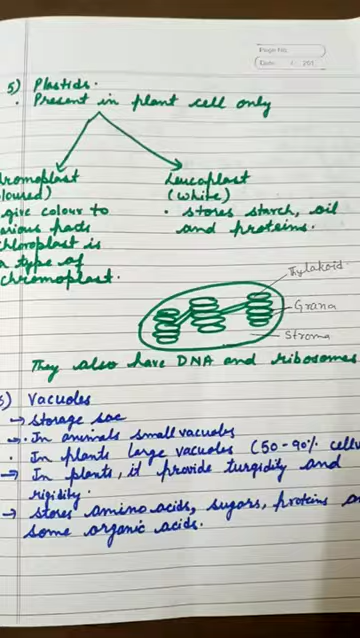 Page No.
Date: / 201
5) Plastids.
. Present in plant cell only
romoplast
oloured)
give colour to
arious parts
hloroplast is
a type of
chromoplast.
Leucoplast
(white)
. stores starch, oil
and proteins.
Thylakoid
Grana
Stroma
They also have DNA and ribosomes
) Vacuoles
→ storage sac
→. In animals small vacuoles
. In plants large vacuoles (50-90% cell
→ In plants, it provide turgidity and
rigidity.
→ stores amino acids, sugars, proteins a
some organic acids.